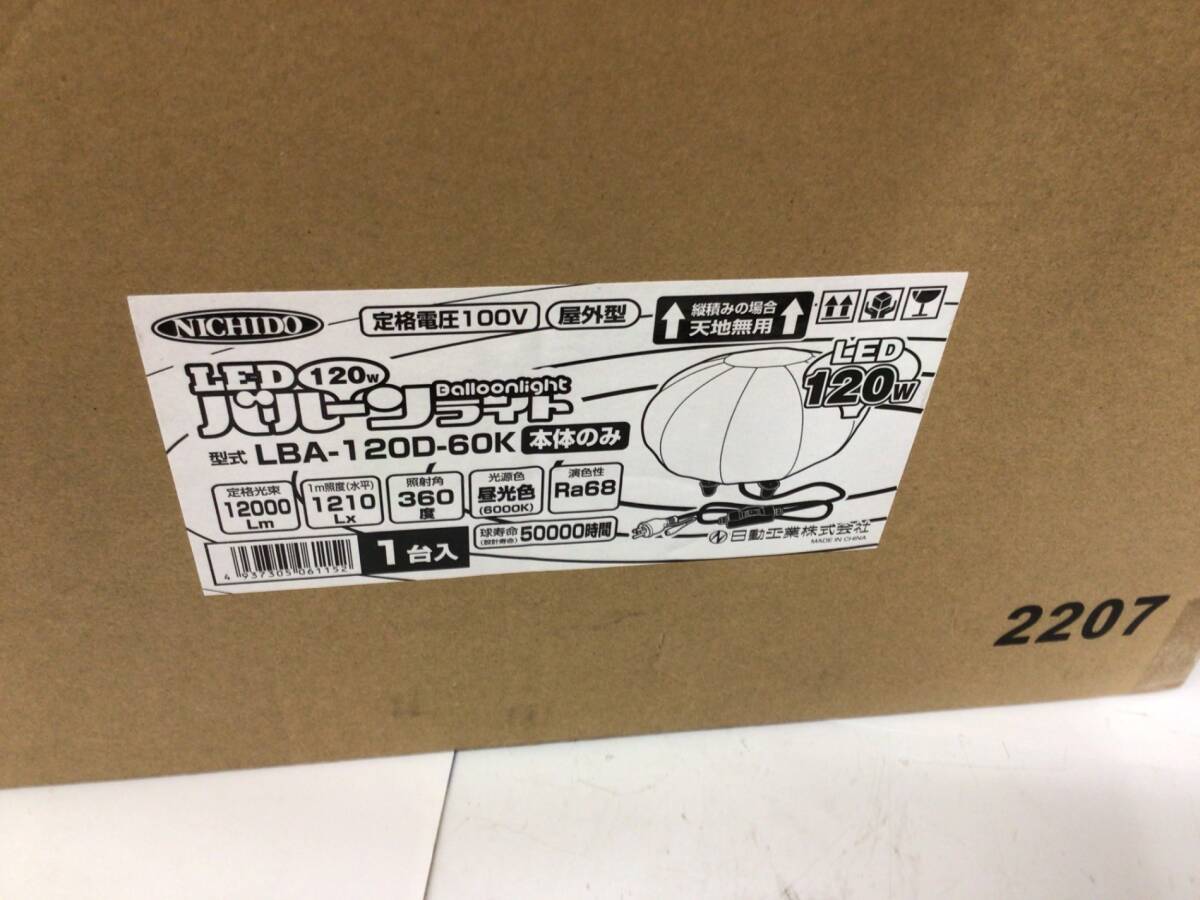 NICHIDO
定格電圧100V
屋外型
縦積みの場合
天地無用
LED 120W
Balloonlight
バルーンライト
LED
120W
型式 LBA-120D-60K 本体のみ
定格光束
12000
Lm
1m照度(水平)
1210
Lx
照射角
360
度
光源色
昼光色
(6000K)
演色性
Ra68
球寿命
(設計寿命)
50000時間
日動工業株式会社
MADE IN CHINA
4 937305 061152
1台入
2207